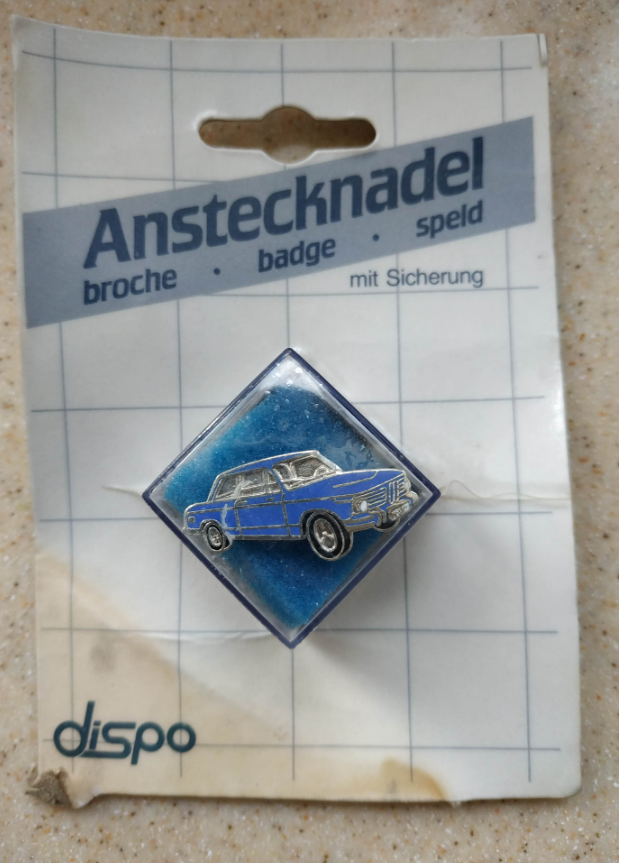 Anstecknadel
broche · badge · speld
mit Sicherung
dispo